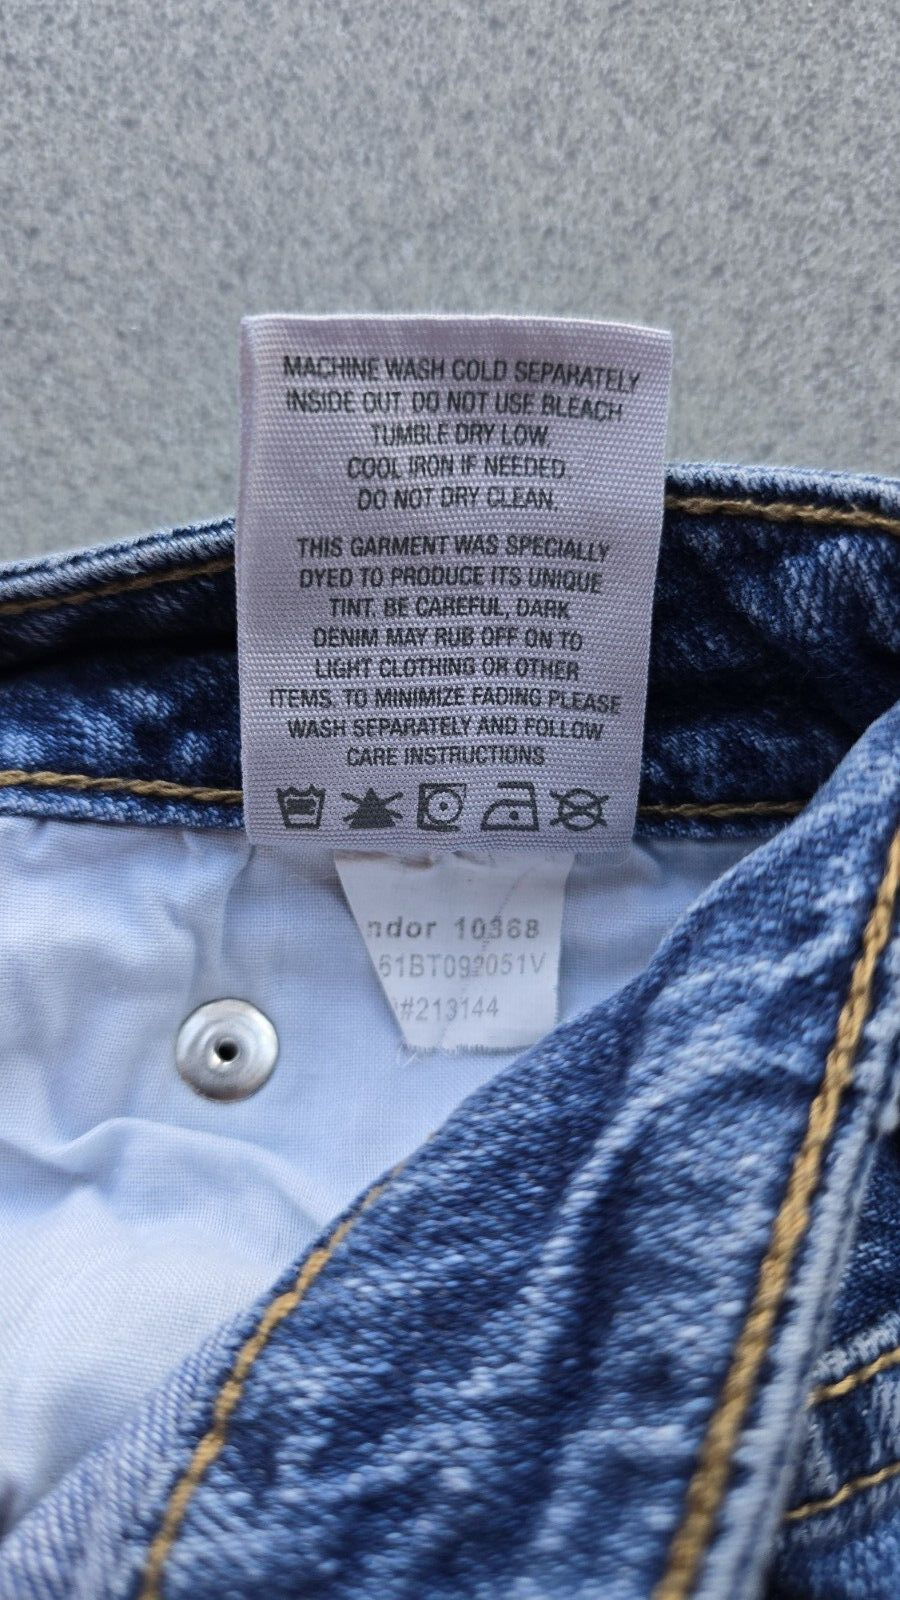 MACHINE WASH COLD SEPARATELY
INSIDE OUT. DO NOT USE BLEACH
TUMBLE DRY LOW.
COOL IRON IF NEEDED.
DO NOT DRY CLEAN.
THIS GARMENT WAS SPECIALLY
DYED TO PRODUCE ITS UNIQUE
TINT. BE CAREFUL, DARK
DENIM MAY RUB OFF ON TO
LIGHT CLOTHING OR OTHER
ITEMS. TO MINIMIZE FADING PLEASE
WASH SEPARATELY AND FOLLOW
CARE INSTRUCTIONS
ndor 10368
61BT092051V
#213144